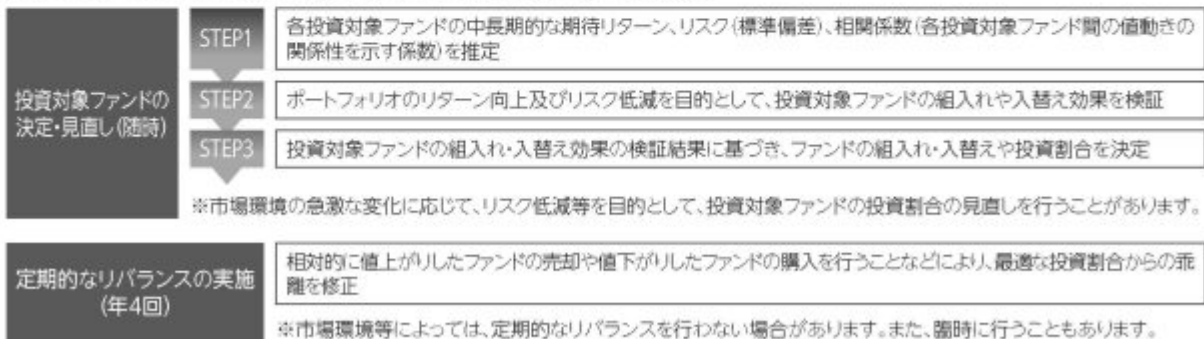 投資対象ファンドの
決定・見直し(随時)
STEP1
各投資対象ファンドの中長期的な期待リターン、リスク(標準偏差)、相関係数(各投資対象ファンド間の値動きの
関係性を示す係数)を推定
STEP2
ポートフォリオのリターン向上及びリスク低減を目的として、投資対象ファンドの組入れや入替え効果を検証
STEP3
投資対象ファンドの組入れ・入替え効果の検証結果に基づき、ファンドの組入れ・入替えや投資割合を決定
※市場環境の急激な変化に応じて、リスク低減等を目的として、投資対象ファンドの投資割合の見直しを行うことがあります。
定期的なリバランスの実施
(年4回)
相対的に値上がりしたファンドの売却や値下がりしたファンドの購入を行うことなどにより、最適な投資割合からの乖
離を修正
※市場環境等によっては、定期的なリバランスを行わない場合があります。また、臨時に行うこともあります。